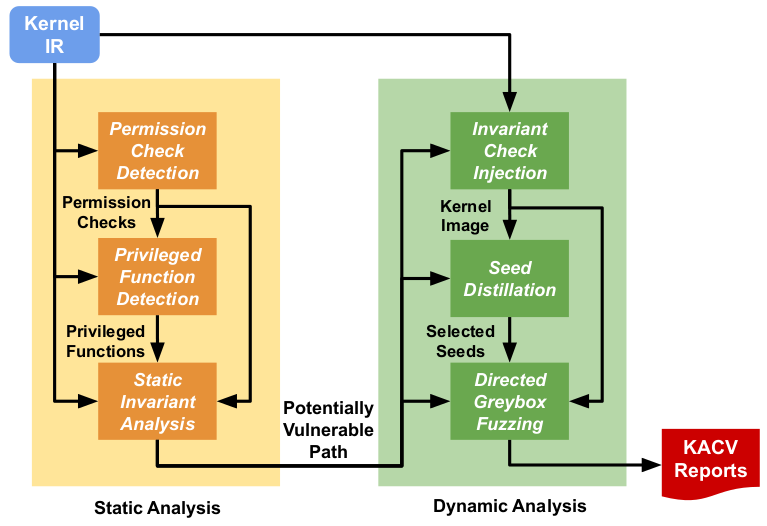 Kernel
IR
Permission
Check
Detection
Permission
Checks
Privileged
Function
Detection
Privileged
Functions
Static
Invariant
Analysis
Static Analysis
Potentially
Vulnerable
Path
Invariant
Check
Injection
Kernel
Image
Seed
Distillation
Selected
Seeds
Directed
Greybox
Fuzzing
Dynamic Analysis
KACV
Reports